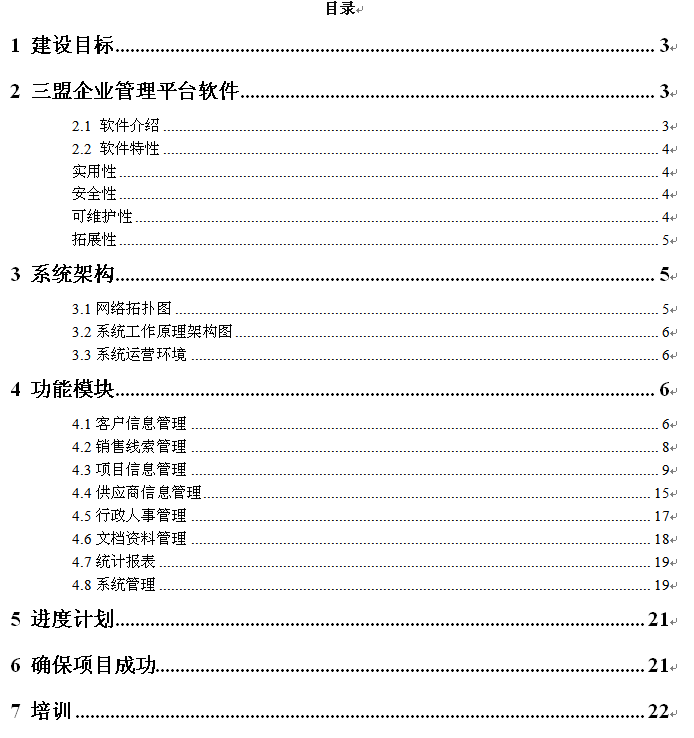 目录
1 建设目标 3
2 三盟企业管理平台软件 3
2.1 软件介绍 3
2.2 软件特性 4
实用性 4
安全性 4
可维护性 4
拓展性 5
3 系统架构 5
3.1 网络拓扑图 5
3.2 系统工作原理架构图 6
3.3 系统运营环境 6
4 功能模块 6
4.1 客户信息管理 6
4.2 销售线索管理 8
4.3 项目信息管理 9
4.4 供应商信息管理 15
4.5 行政人事管理 17
4.6 文档资料管理 18
4.7 统计报表 19
4.8 系统管理 19
5 进度计划 21
6 确保项目成功 21
7 培训 22